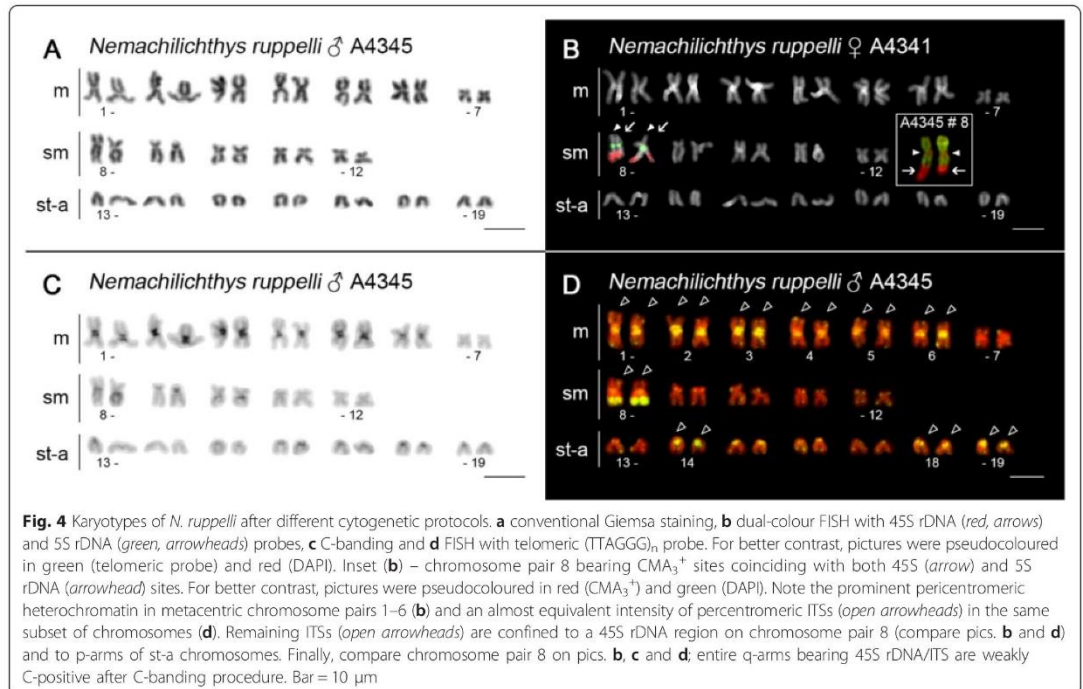 A Nemachilichthys ruppelli ♂ A4345
m
1 - - 7
sm
8 - - 12
st-a
13 - - 19
B Nemachilichthys ruppelli ♀ A4341
m
1 - - 7
A4345 # 8
sm
8 - - 12
st-a
13 - - 19
C Nemachilichthys ruppelli ♂ A4345
m
1 - - 7
sm
8 - - 12
st-a
13 - - 19
D Nemachilichthys ruppelli ♂ A4345
m
1 - 2 3 4 5 6 - 7
sm
8 - - 12
st-a
13 - 14 18 - 19
Fig. 4 Karyotypes of N. ruppelli after different cytogenetic protocols. a conventional Giemsa staining, b dual-colour FISH with 45S rDNA (red, arrows)
and 5S rDNA (green, arrowheads) probes, c C-banding and d FISH with telomeric (TTAGGG)n probe. For better contrast, pictures were pseudocoloured
in green (telomeric probe) and red (DAPI). Inset (b) – chromosome pair 8 bearing CMA3+ sites coinciding with both 45S (arrow) and 5S
rDNA (arrowhead) sites. For better contrast, pictures were pseudocoloured in red (CMA3+) and green (DAPI). Note the prominent pericentromeric
heterochromatin in metacentric chromosome pairs 1–6 (b) and an almost equivalent intensity of percentromeric ITSs (open arrowheads) in the same
subset of chromosomes (d). Remaining ITSs (open arrowheads) are confined to a 45S rDNA region on chromosome pair 8 (compare pics. b and d)
and to p-arms of st-a chromosomes. Finally, compare chromosome pair 8 on pics. b, c and d; entire q-arms bearing 45S rDNA/ITS are weakly
C-positive after C-banding procedure. Bar = 10 μm